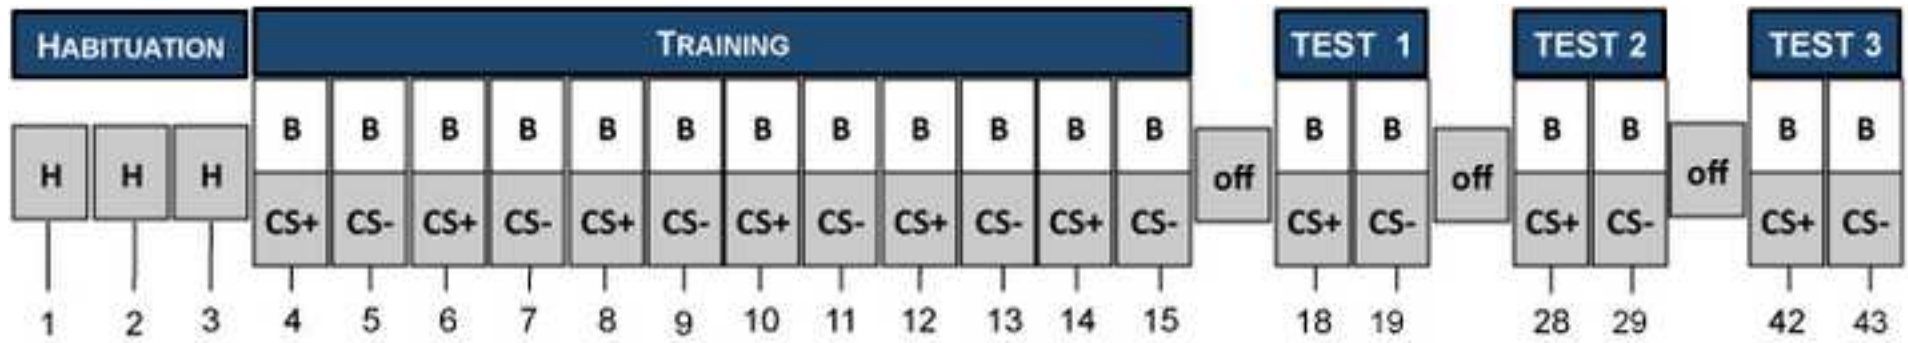 HABITUATION TRAINING TEST 1 TEST 2 TEST 3
B B B B B B B B B B B B B B B B B B
H H H off off off
CS+ CS- CS+ CS- CS+ CS- CS+ CS- CS+ CS- CS+ CS- CS+ CS- CS+ CS- CS+ CS-
1 2 3 4 5 6 7 8 9 10 11 12 13 14 15 18 19 28 29 42 43